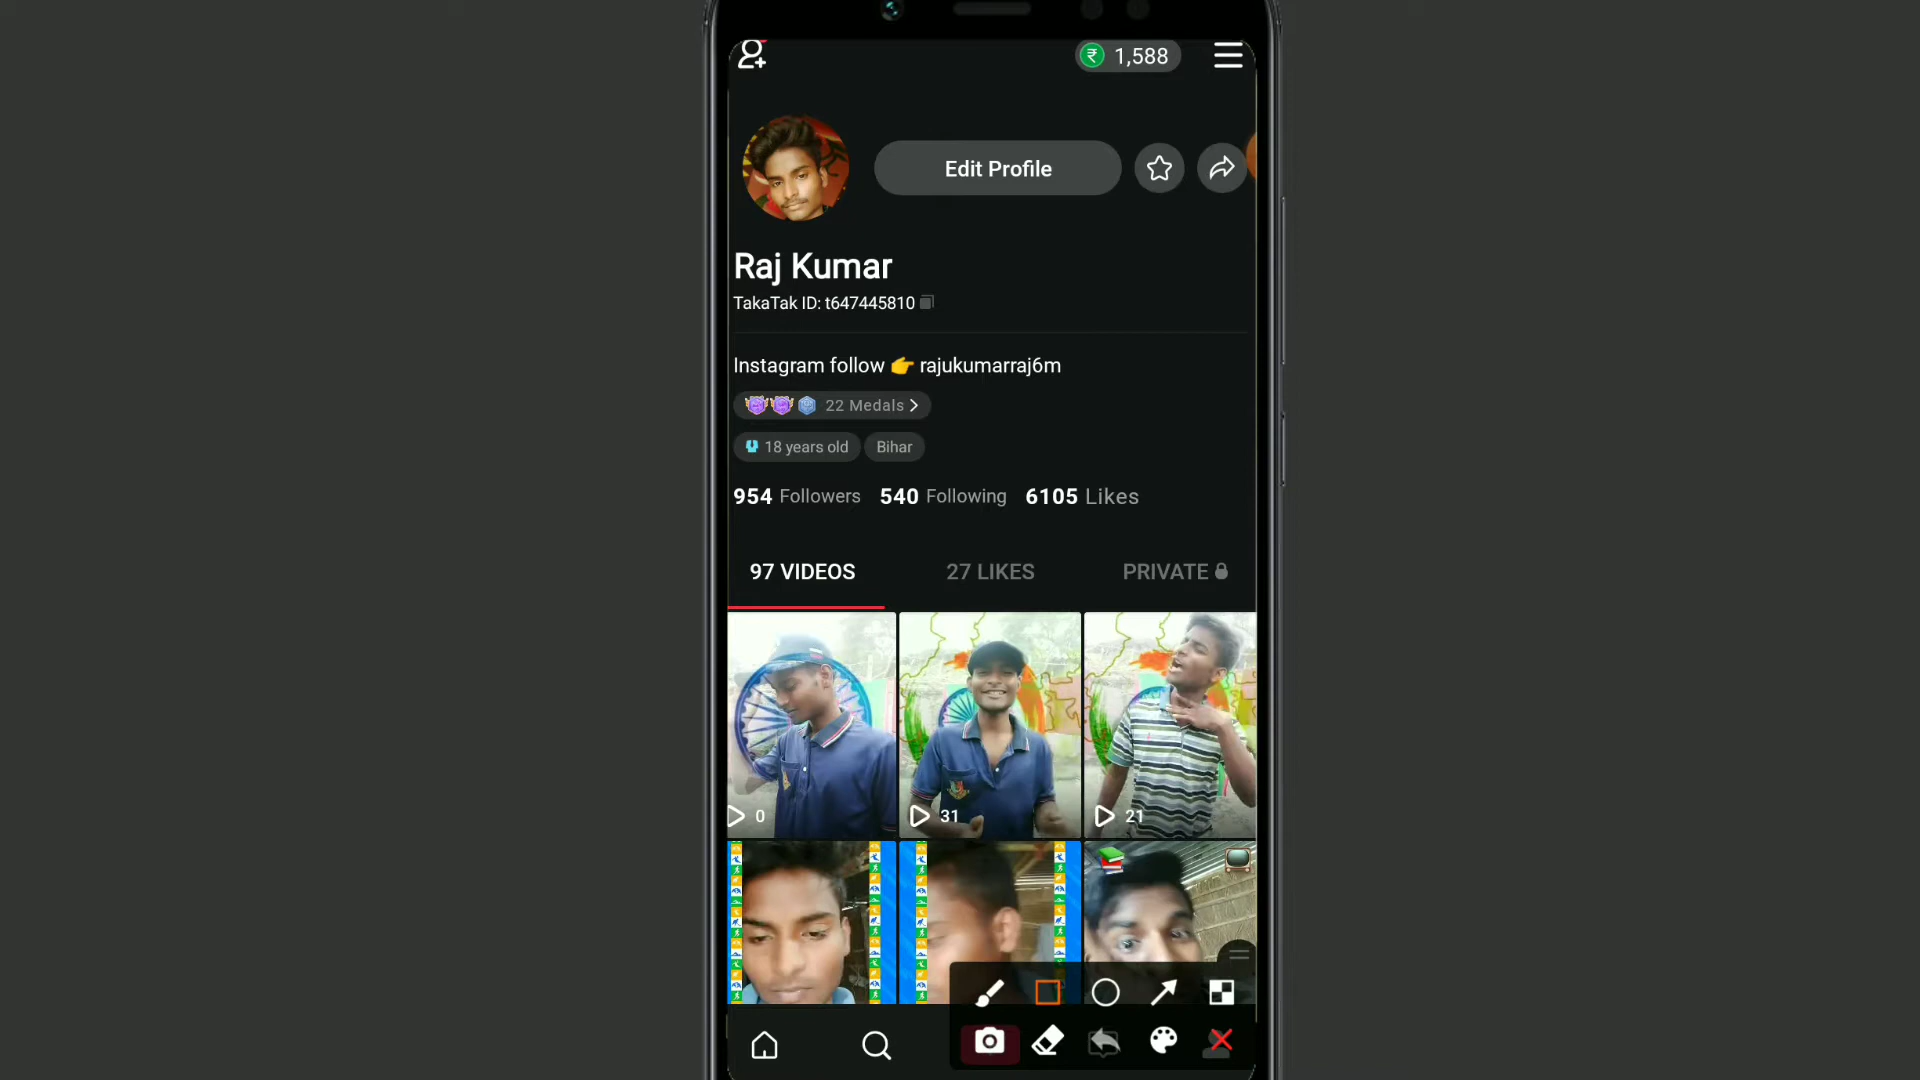 ₹ 1,588
Edit Profile
Raj Kumar
TakaTak ID: t647445810
Instagram follow 👉 rajukumarraj6m
22 Medals >
18 years old Bihar
954 Followers 540 Following 6105 Likes
97 VIDEOS 27 LIKES PRIVATE
0 31 21